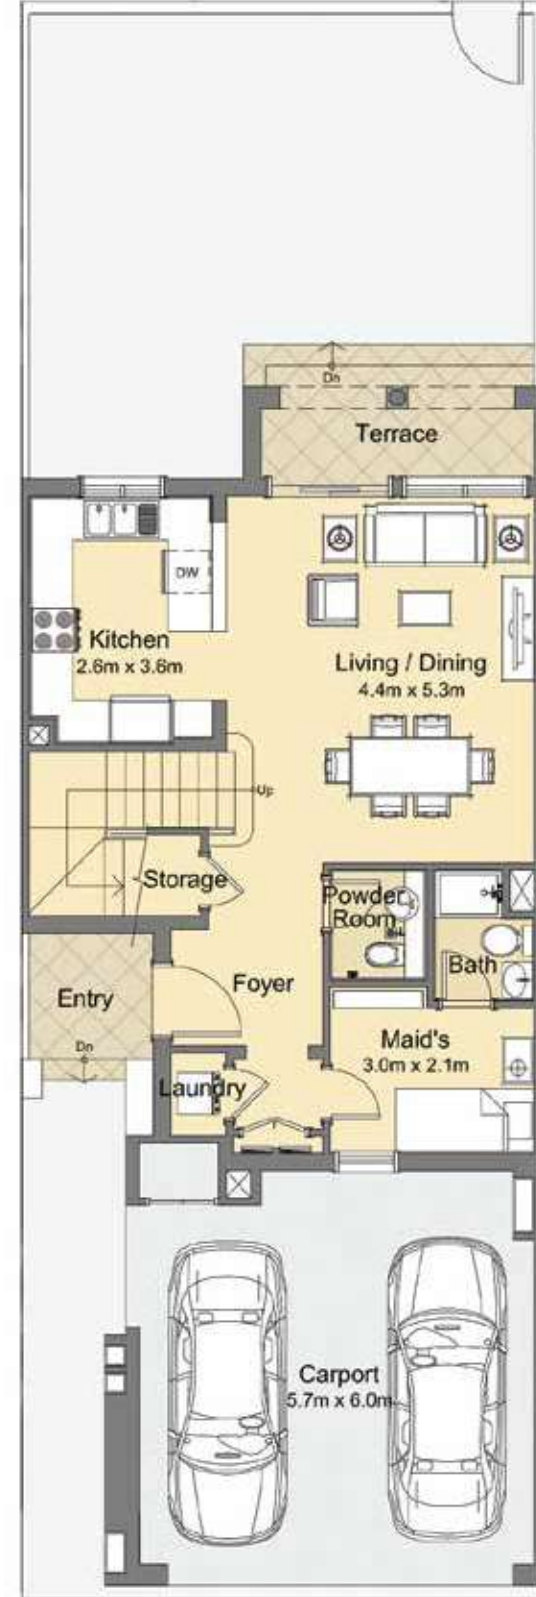 Dn
Terrace
DW
Kitchen
2.6m x 3.6m
Living / Dining
4.4m x 5.3m
Up
Storage
Powder
Room
Bath
Foyer
Entry
Dn
Maid's
3.0m x 2.1m
Laundry
Carport
5.7m x 6.0m